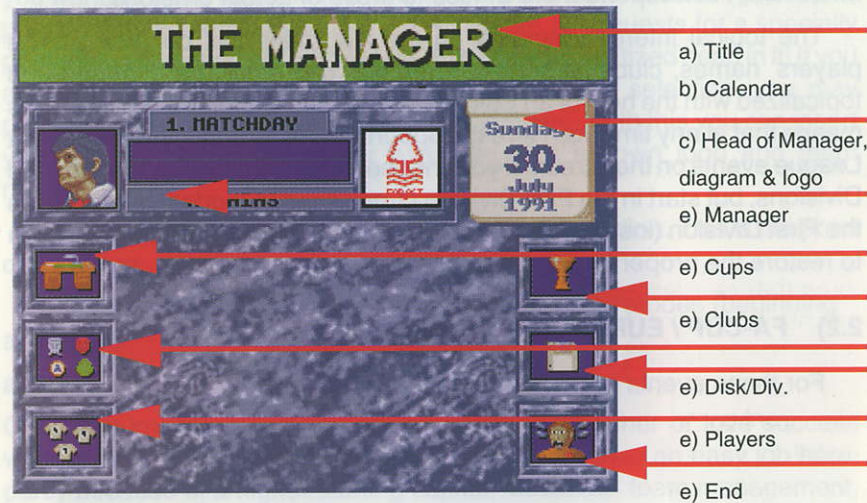 THE MANAGER
a) Title
b) Calendar
1. MATCHDAY
Sunday,
30.
July
1991
FOREST
c) Head of Manager,
diagram & logo
e) Manager
e) Cups
e) Clubs
e) Disk/Div.
e) Players
e) End